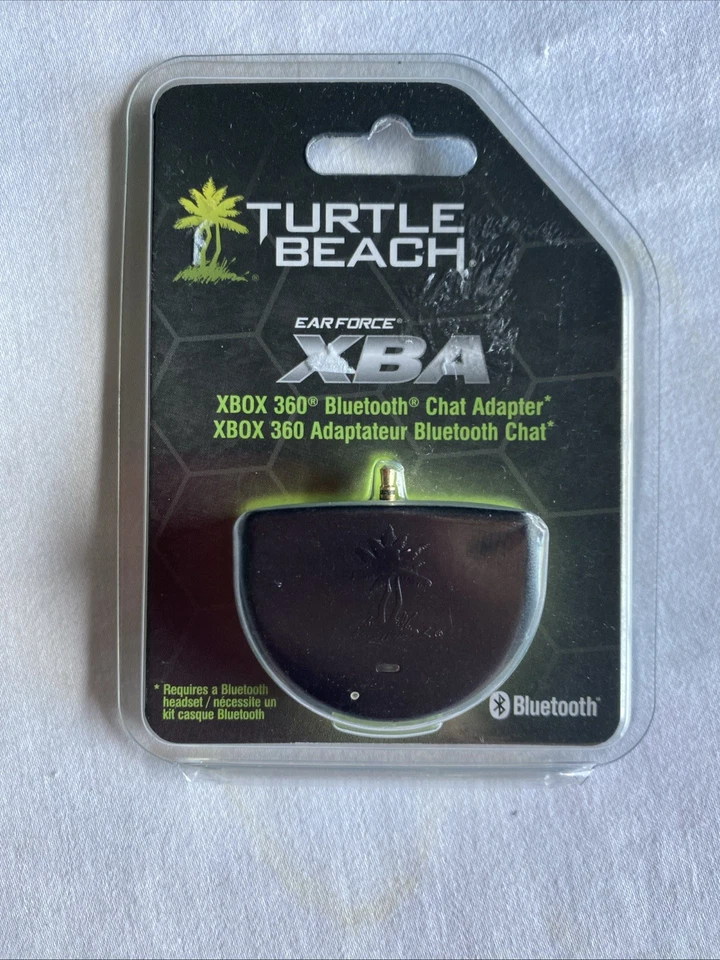 TURTLE
BEACH®
EAR FORCE®
XBA
XBOX 360® Bluetooth® Chat Adapter*
XBOX 360 Adaptateur Bluetooth Chat*
* Requires a Bluetooth
headset / nécessite un
kit casque Bluetooth
Bluetooth™